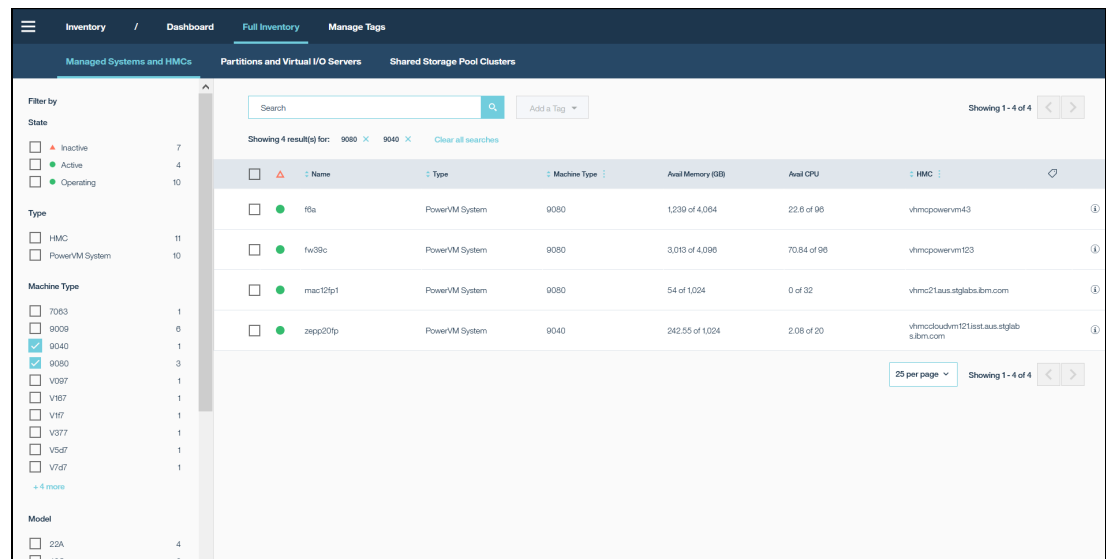 Inventory / Dashboard Full Inventory Manage Tags
Managed Systems and HMCs Partitions and Virtual I/O Servers Shared Storage Pool Clusters
Filter by
State
Inactive 7
Active 4
Operating 10
Type
HMC 11
PowerVM System 10
Machine Type
7063 1
9009 6
9040 1
9080 3
V097 1
V167 1
V1f7 1
V377 1
V5d7 1
V7d7 1
+ 4 more
Model
22A 4
Search Add a Tag Showing 1 - 4 of 4
Showing 4 result(s) for: 9080 × 9040 × Clear all searches
Name Type Machine Type Avail Memory (GB) Avail CPU HMC
f6a PowerVM System 9080 1,239 of 4,064 22.6 of 96 vhmcpowervm43
fw39c PowerVM System 9080 3,013 of 4,096 70.84 of 96 vhmcpowervm123
mac12fp1 PowerVM System 9080 54 of 1,024 0 of 32 vhmc21.aus.stglabs.ibm.com
zepp20fp PowerVM System 9040 242.55 of 1,024 2.08 of 20 vhmccloudvm121.isst.aus.stglab
s.ibm.com
25 per page Showing 1 - 4 of 4